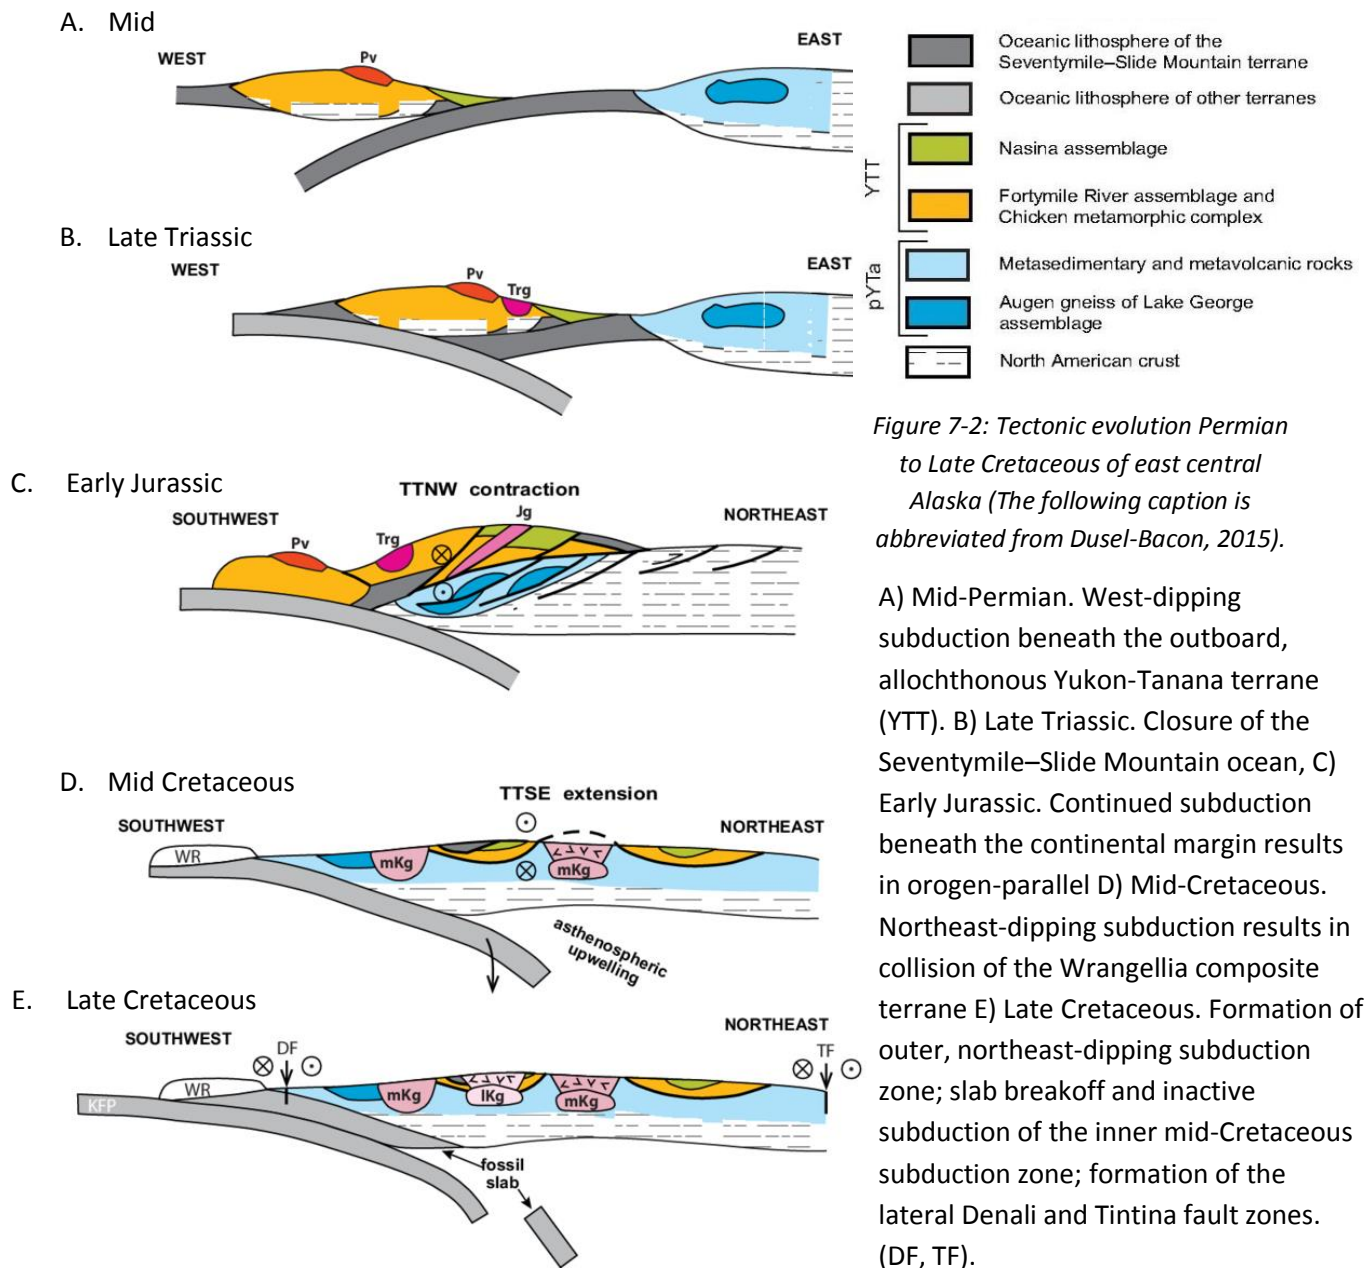 A. Mid
WEST
Pv
EAST
B. Late Triassic
WEST
Pv
Trg
EAST
C. Early Jurassic
TTNW contraction
SOUTHWEST
Pv
Trg
Jg
NORTHEAST
D. Mid Cretaceous
TTSE extension
SOUTHWEST
NORTHEAST
WR
mKg
mKg
asthenospheric
upwelling
E. Late Cretaceous
SOUTHWEST
NORTHEAST
DF
TF
WR
KFP
mKg
lKg
mKg
fossil
slab
Oceanic lithosphere of the
Seventymile–Slide Mountain terrane
Oceanic lithosphere of other terranes
YTT
Nasina assemblage
Fortymile River assemblage and
Chicken metamorphic complex
pYTa
Metasedimentary and metavolcanic rocks
Augen gneiss of Lake George
assemblage
North American crust
Figure 7-2: Tectonic evolution Permian
to Late Cretaceous of east central
Alaska (The following caption is
abbreviated from Dusel-Bacon, 2015).
A) Mid-Permian. West-dipping
subduction beneath the outboard,
allochthonous Yukon-Tanana terrane
(YTT). B) Late Triassic. Closure of the
Seventymile–Slide Mountain ocean, C)
Early Jurassic. Continued subduction
beneath the continental margin results
in orogen-parallel D) Mid-Cretaceous.
Northeast-dipping subduction results in
collision of the Wrangellia composite
terrane E) Late Cretaceous. Formation of
outer, northeast-dipping subduction
zone; slab breakoff and inactive
subduction of the inner mid-Cretaceous
subduction zone; formation of the
lateral Denali and Tintina fault zones.
(DF, TF).